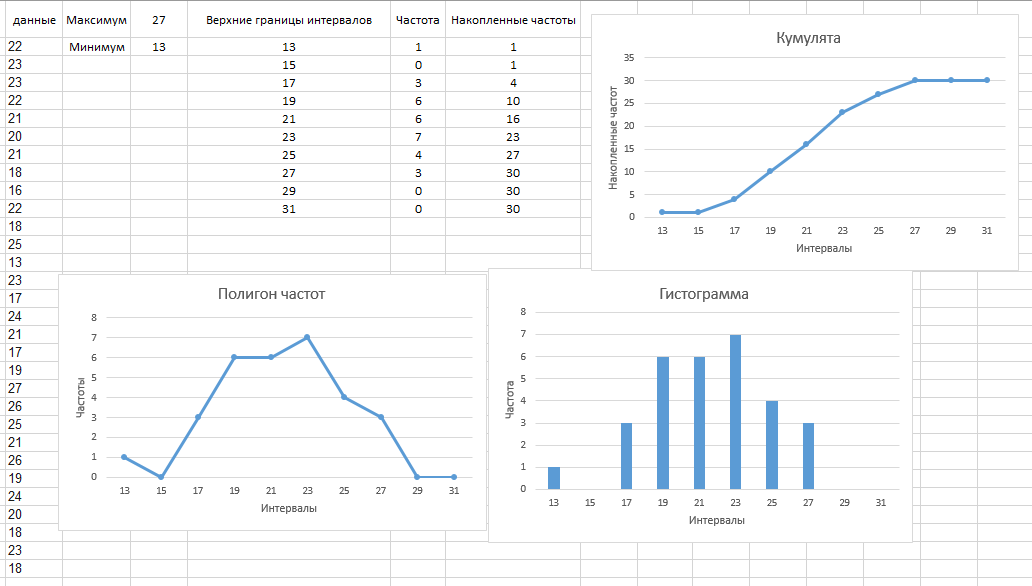 данные Максимум 27 Верхние границы интервалов Частота Накопленные частоты
22 Минимум 13 13 1 1
23 15 0 1
23 17 3 4
22 19 6 10
21 21 6 16
20 23 7 23
21 25 4 27
18 27 3 30
16 29 0 30
22 31 0 30
18
25
13
23
17
24
21
17
19
27
26
25
21
26
19
24
20
18
23
18
Кумулята
35
30
25
20
15
10
5
0
Накопленные частот
13 15 17 19 21 23 25 27 29 31
Интервалы
Полигон частот
8
7
6
5
4
3
2
1
0
Частоты
13 15 17 19 21 23 25 27 29 31
Интервалы
Гистограмма
8
7
6
5
4
3
2
1
0
Частота
13 15 17 19 21 23 25 27 29 31
Интервалы